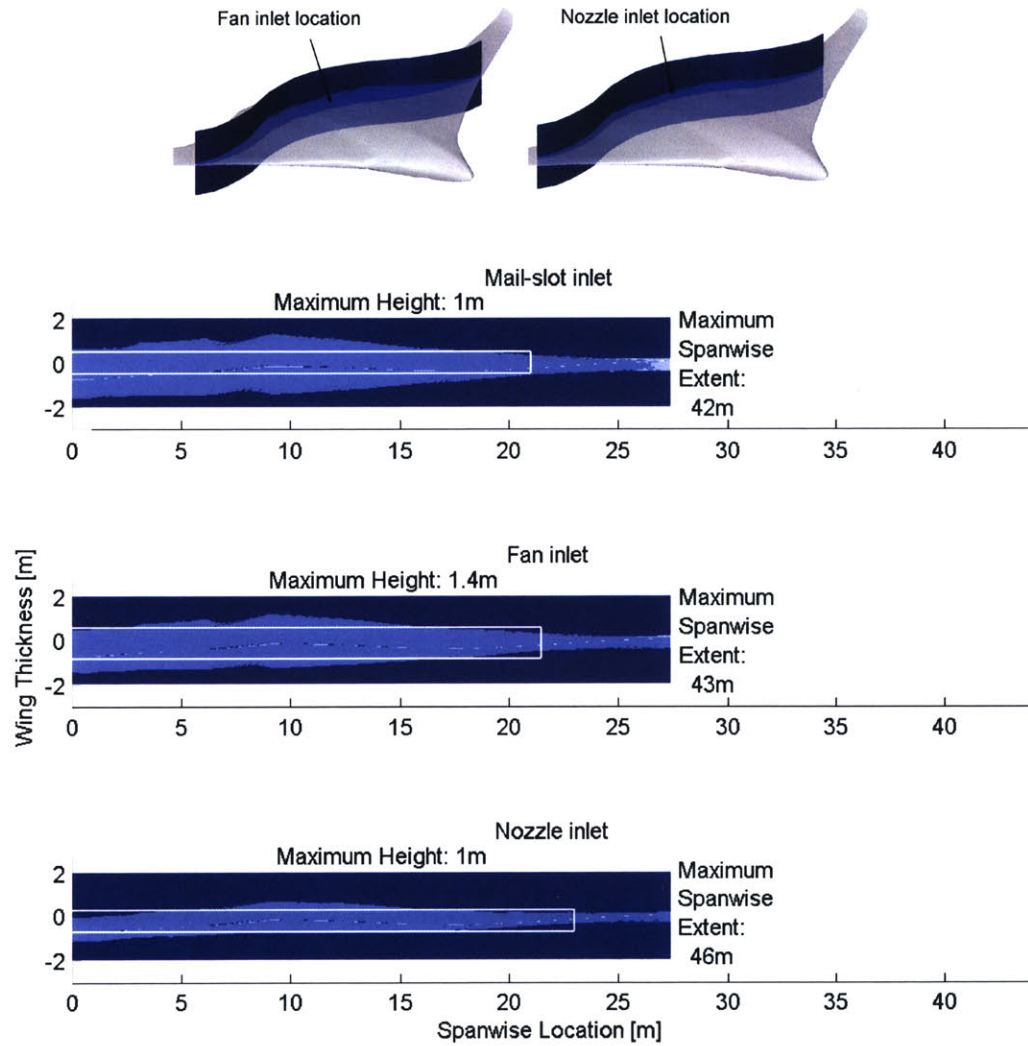 Fan inlet location
Nozzle inlet location
Mail-slot inlet
Maximum Height: 1m
2
0
-2
Maximum
Spanwise
Extent:
42m
0 5 10 15 20 25 30 35 40
Fan inlet
Maximum Height: 1.4m
2
0
-2
Maximum
Spanwise
Extent:
43m
0 5 10 15 20 25 30 35 40
Wing Thickness [m]
Nozzle inlet
Maximum Height: 1m
2
0
-2
Maximum
Spanwise
Extent:
46m
0 5 10 15 20 25 30 35 40
Spanwise Location [m]